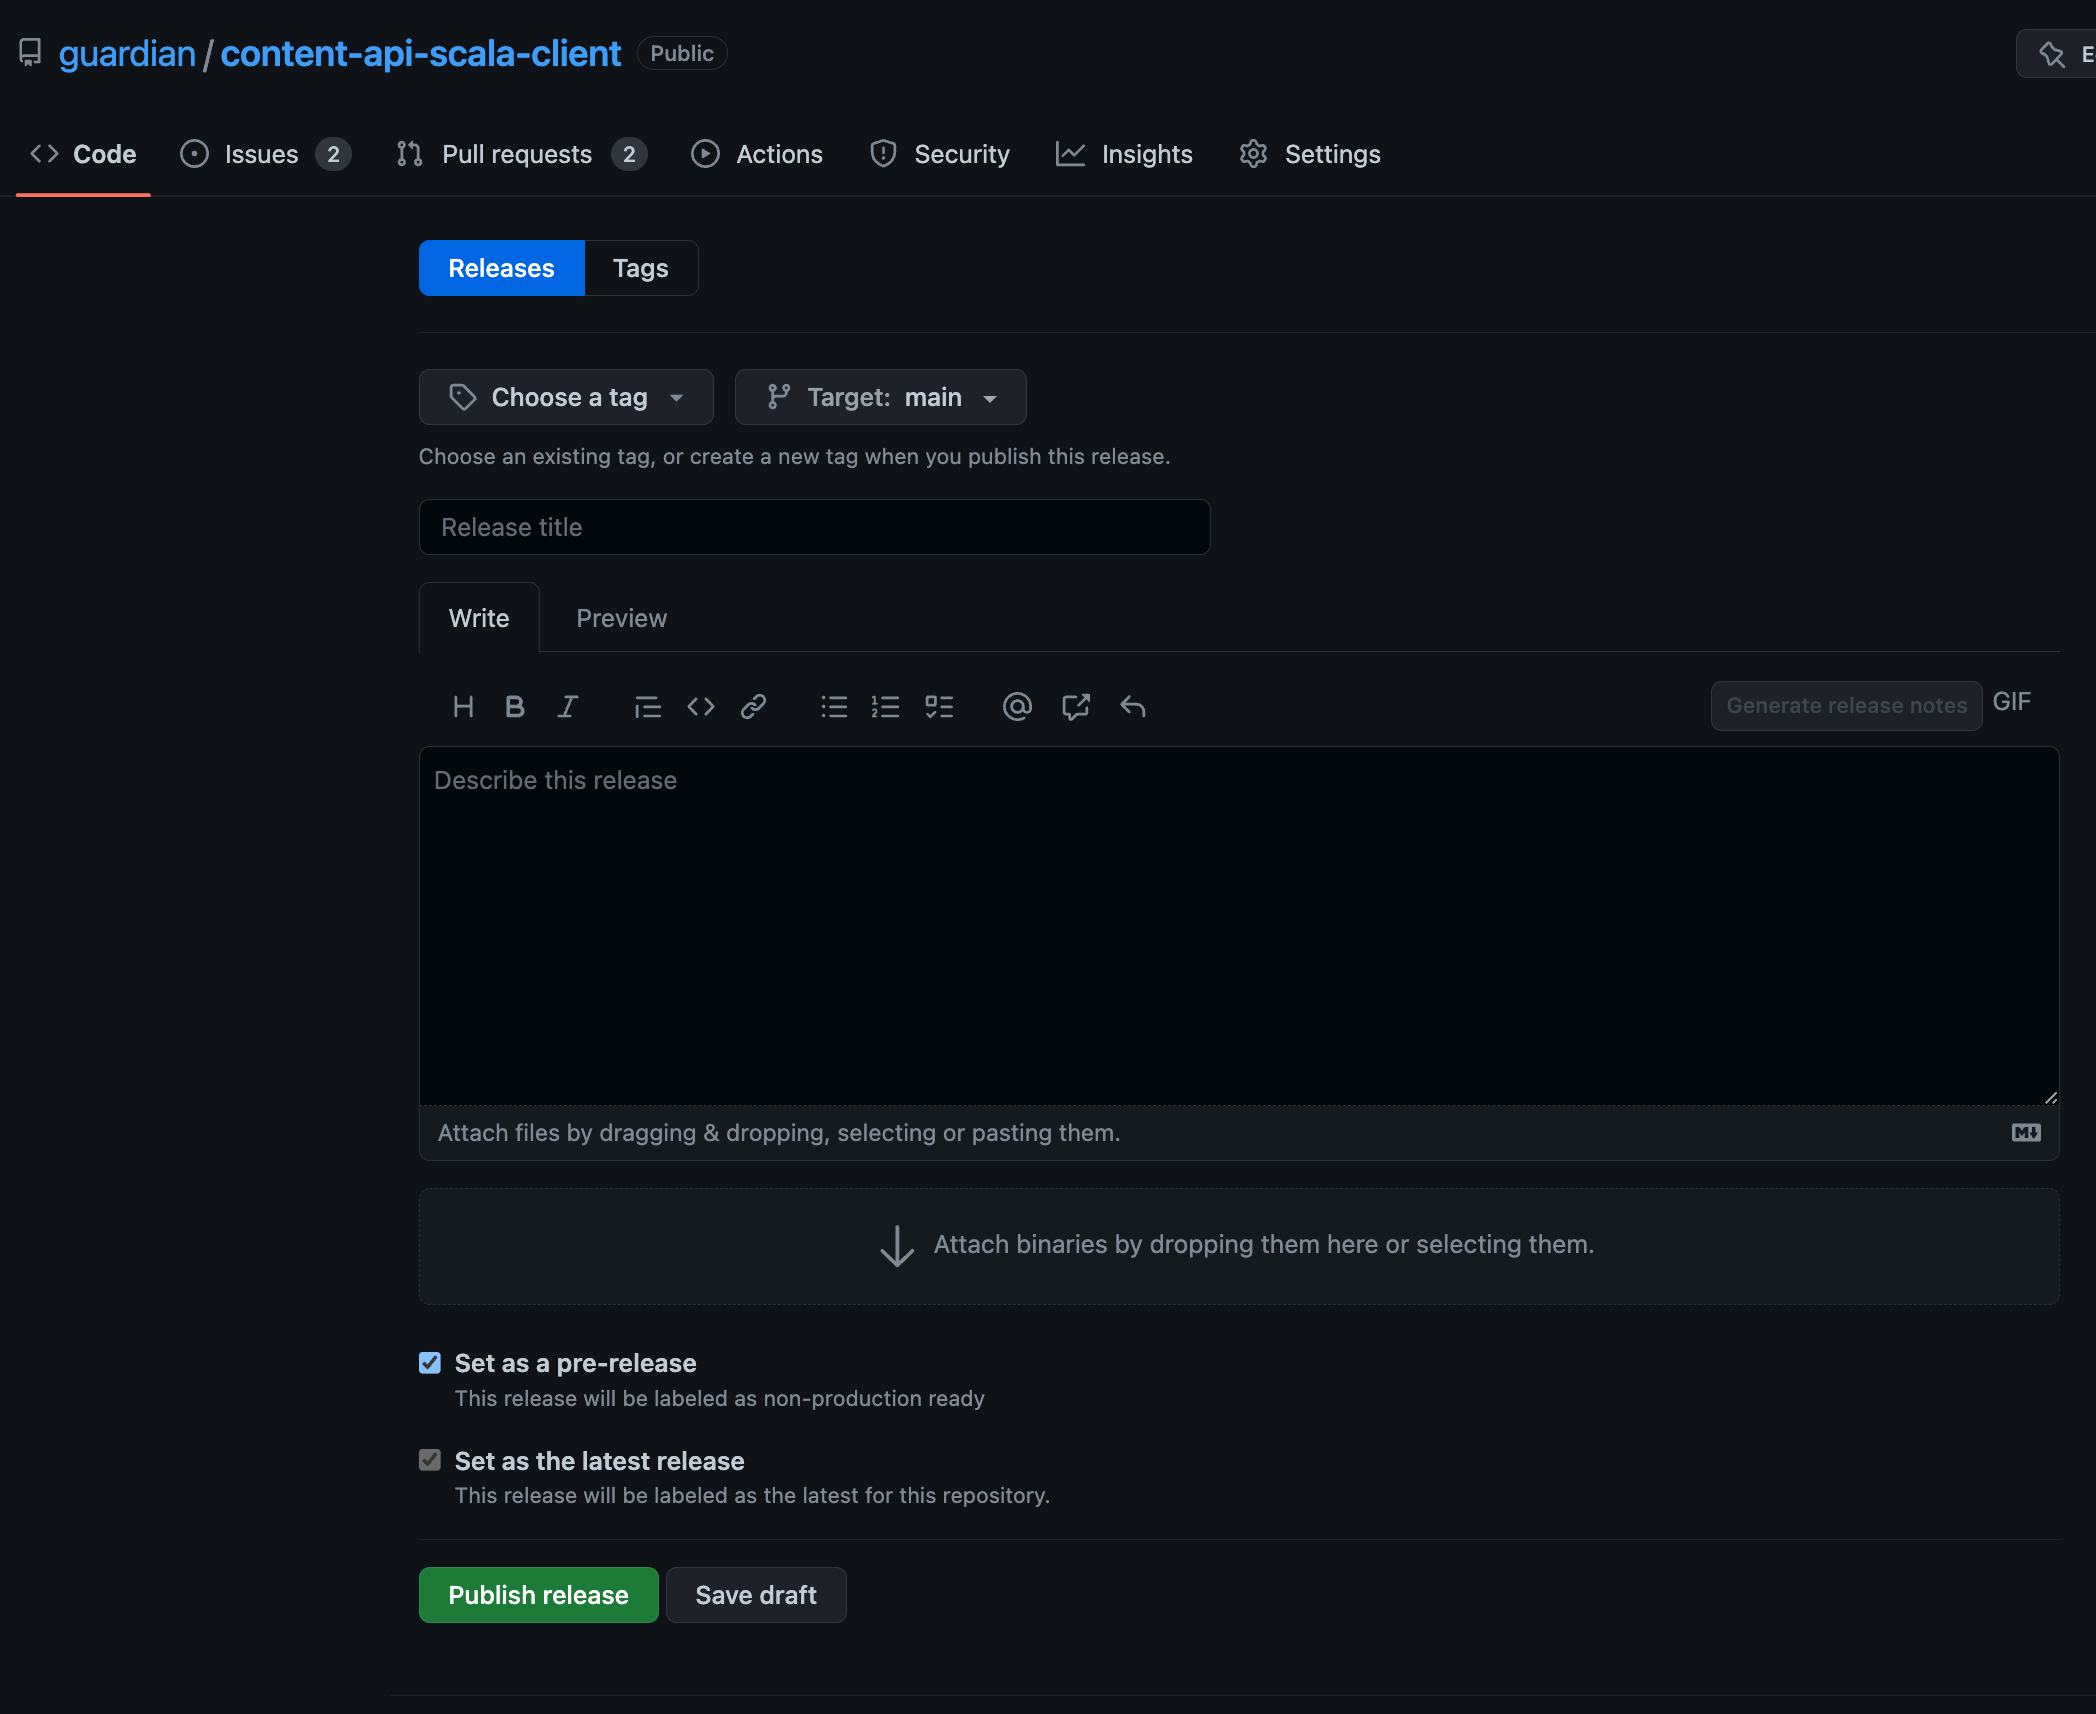 guardian / content-api-scala-client Public
Code Issues 2 Pull requests 2 Actions Security Insights Settings
Releases Tags
Choose a tag Target: main
Choose an existing tag, or create a new tag when you publish this release.
Release title
Write Preview
H B I Generate release notes GIF
Describe this release
Attach files by dragging & dropping, selecting or pasting them.
Attach binaries by dropping them here or selecting them.
Set as a pre-release
This release will be labeled as non-production ready
Set as the latest release
This release will be labeled as the latest for this repository.
Publish release Save draft